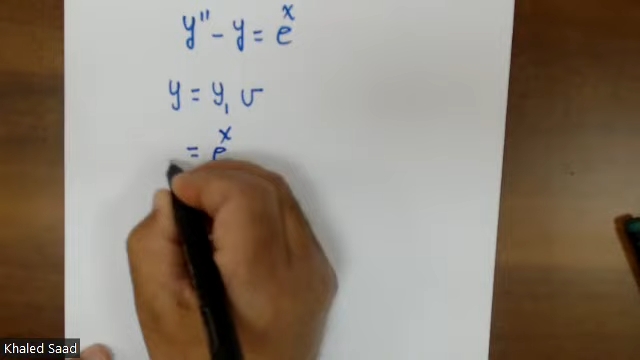 y'' - y = e^x
y = y₁ v
= e^x
Khaled Saad